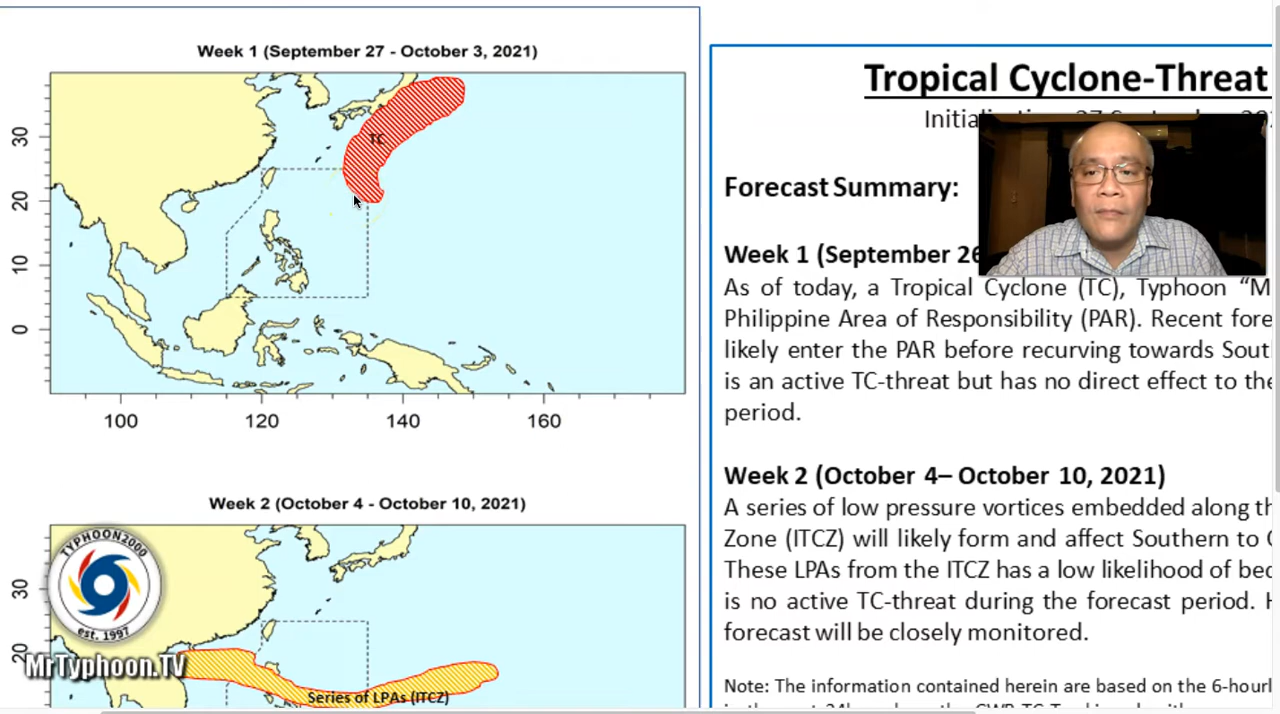 Week 1 (September 27 - October 3, 2021)
TC
30
20
10
0
100 120 140 160
Week 2 (October 4 - October 10, 2021)
30
20
Series of LPAs (ITCZ)
TYPHOON2000
est. 1997
MrTyphoon.TV
Tropical Cyclone-Threat
Forecast Summary:
Week 1 (September 26
As of today, a Tropical Cyclone (TC), Typhoon “M
Philippine Area of Responsibility (PAR). Recent fore
likely enter the PAR before recurving towards Sout
is an active TC-threat but has no direct effect to the
period.
Week 2 (October 4– October 10, 2021)
A series of low pressure vortices embedded along th
Zone (ITCZ) will likely form and affect Southern to
These LPAs from the ITCZ has a low likelihood of bec
is no active TC-threat during the forecast period. H
forecast will be closely monitored.
Note: The information contained herein are based on the 6-hourl